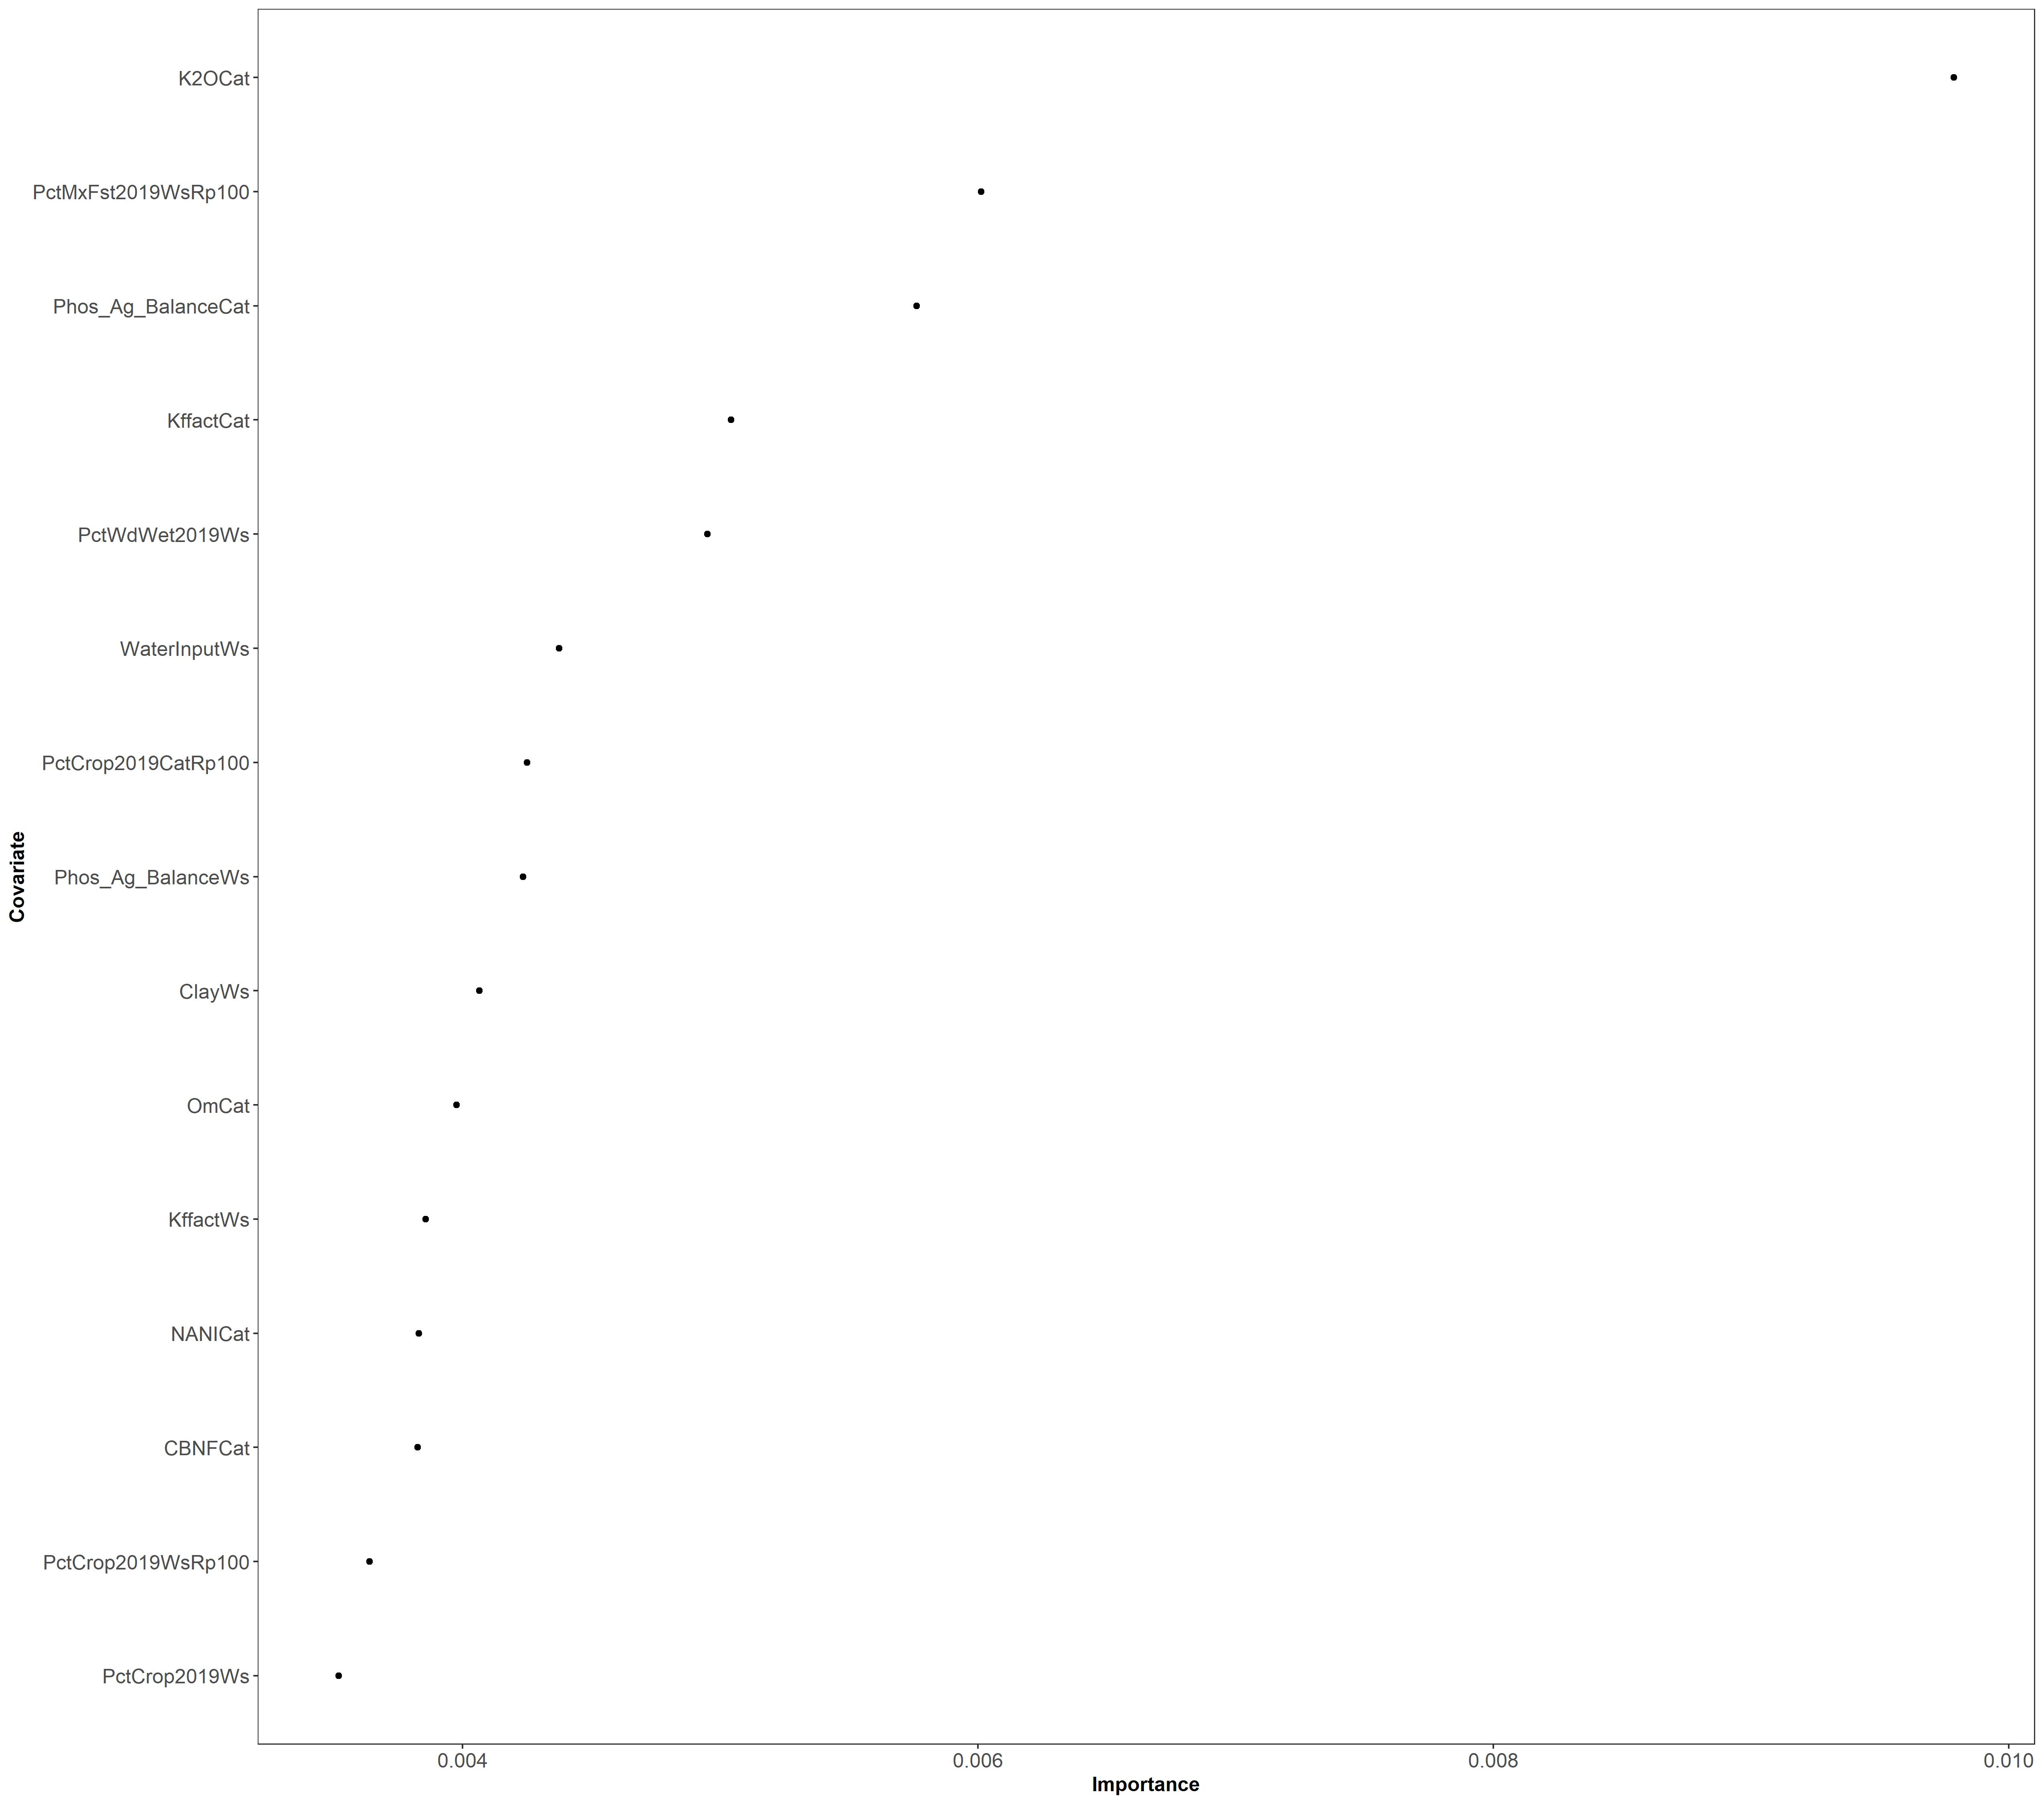 K2OCat
PctMxFst2019WsRp100
Phos_Ag_BalanceCat
KffactCat
PctWdWet2019Ws
WaterInputWs
PctCrop2019CatRp100
Phos_Ag_BalanceWs
ClayWs
OmCat
KffactWs
NANICat
CBNFCat
PctCrop2019WsRp100
PctCrop2019Ws
Covariate
0.004 0.006 0.008 0.010
Importance